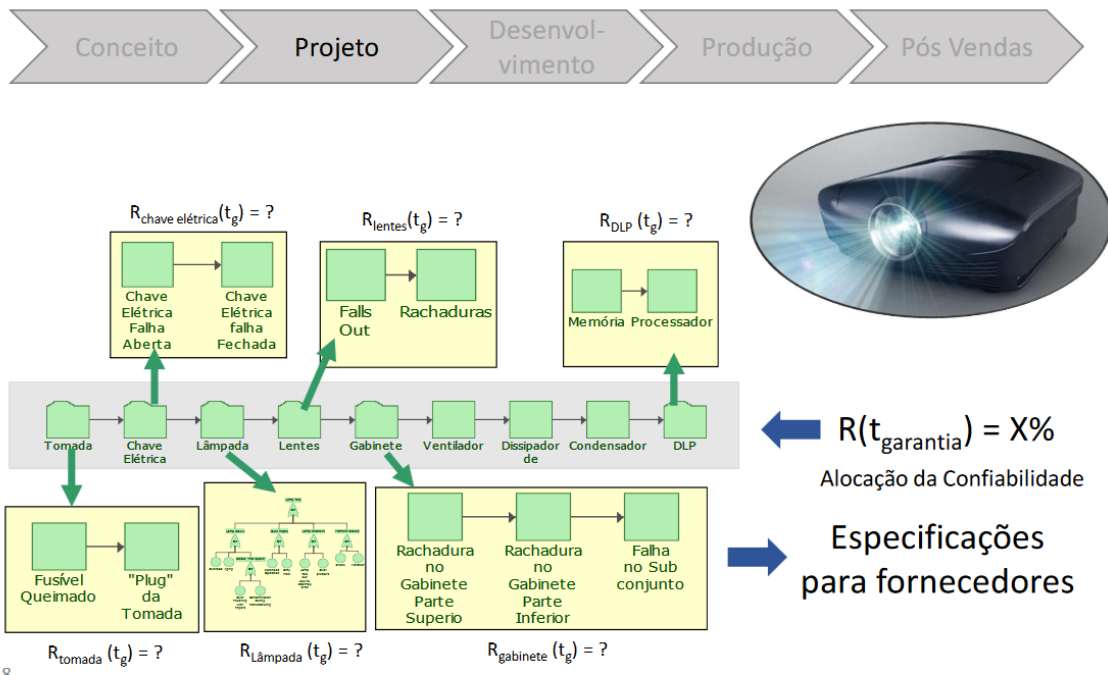 Conceito
Projeto
Desenvol-
vimento
Produção
Pós Vendas
R chave elétrica(tg) = ?
Rlentes(tg) = ?
RDLP (tg) = ?
Chave
Elétrica
Falha
Aberta
Chave
Elétrica
falha
Fechada
Falls
Out
Rachaduras
Memória
Processador
Tomada
Chave
Elétrica
Lâmpada
Lentes
Gabinete
Ventilador
Dissipador
de
Condensador
DLP
R(tgarantia) = X%
Alocação da Confiabilidade
Especificações
para fornecedores
Fusível
Queimado
"Plug"
da
Tomada
Rachadura
no
Gabinete
Parte
Superio
Rachadura
no
Gabinete
Parte
Inferior
Falha
no Sub
conjunto
Rtomada (tg) = ?
RLâmpada (tg) = ?
Rgabinete (tg) = ?
8